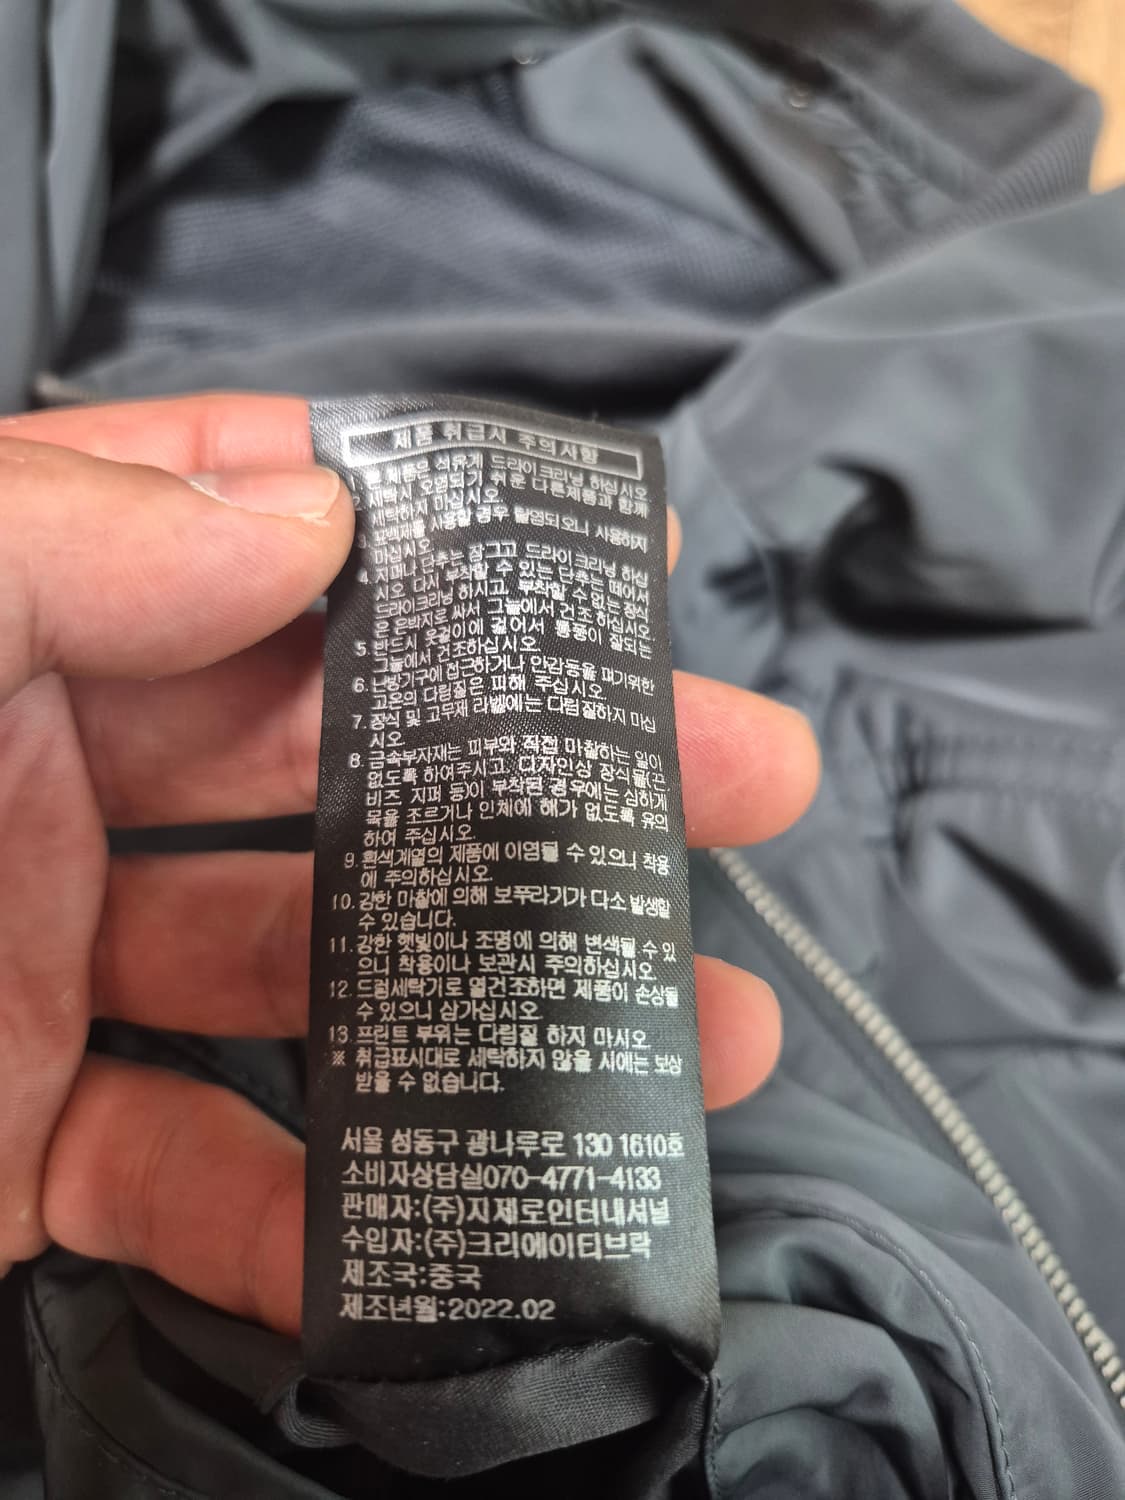 제품 취급시 주의사항
제품은 석유계 드라이크리닝 하십시오
2. 세탁시 오염되기 쉬운 다른제품과 함께
세탁하지 마십시오
표백제를 사용할 경우 탈염되오니 사용하지
마십시오
4. 지퍼나 단추는 잠그고 드라이크리닝 하십
시오 다시 부착할 수 있는 단추는 떼어서
드라이크리닝 하시고, 부착할 수 없는 장식
은 은박지로 싸서 그늘에서 건조 하십시오
5. 반드시 옷걸이에 걸어서 통풍이 잘되는
그늘에서 건조하십시오
6. 난방기구에 접근하거나 안감등을 펴기위한
고온의 다림질은 피해 주십시오
7. 장식 및 고무제 라벨에는 다림질하지 마십
시오
8. 금속부자재는 피부와 직접 마찰하는 일이
없도록 하여주시고, 디자인상 장식물(끈
비즈 지퍼 등)이 부착된 경우에는 심하게
목을 조르거나 인체에 해가 없도록 유의
하여 주십시오.
9. 흰색계열의 제품에 이염될 수 있으니 착용
에 주의하십시오.
10. 강한 마찰에 의해 보푸라기가 다소 발생할
수 있습니다.
11. 강한 햇빛이나 조명에 의해 변색될 수 있
으니 착용이나 보관시 주의하십시오
12. 드럼세탁기로 열건조하면 제품이 손상될
수 있으니 삼가십시오
13. 프린트 부위는 다림질 하지 마시오
※ 취급표시대로 세탁하지 않을 시에는 보상
받을 수 없습니다.
서울 성동구 광나루로 130 1610호
소비자상담실070-4771-4133
판매자:(주)지제로인터내셔널
수입자:(주)크리에이티브락
제조국:중국
제조년월:2022.02